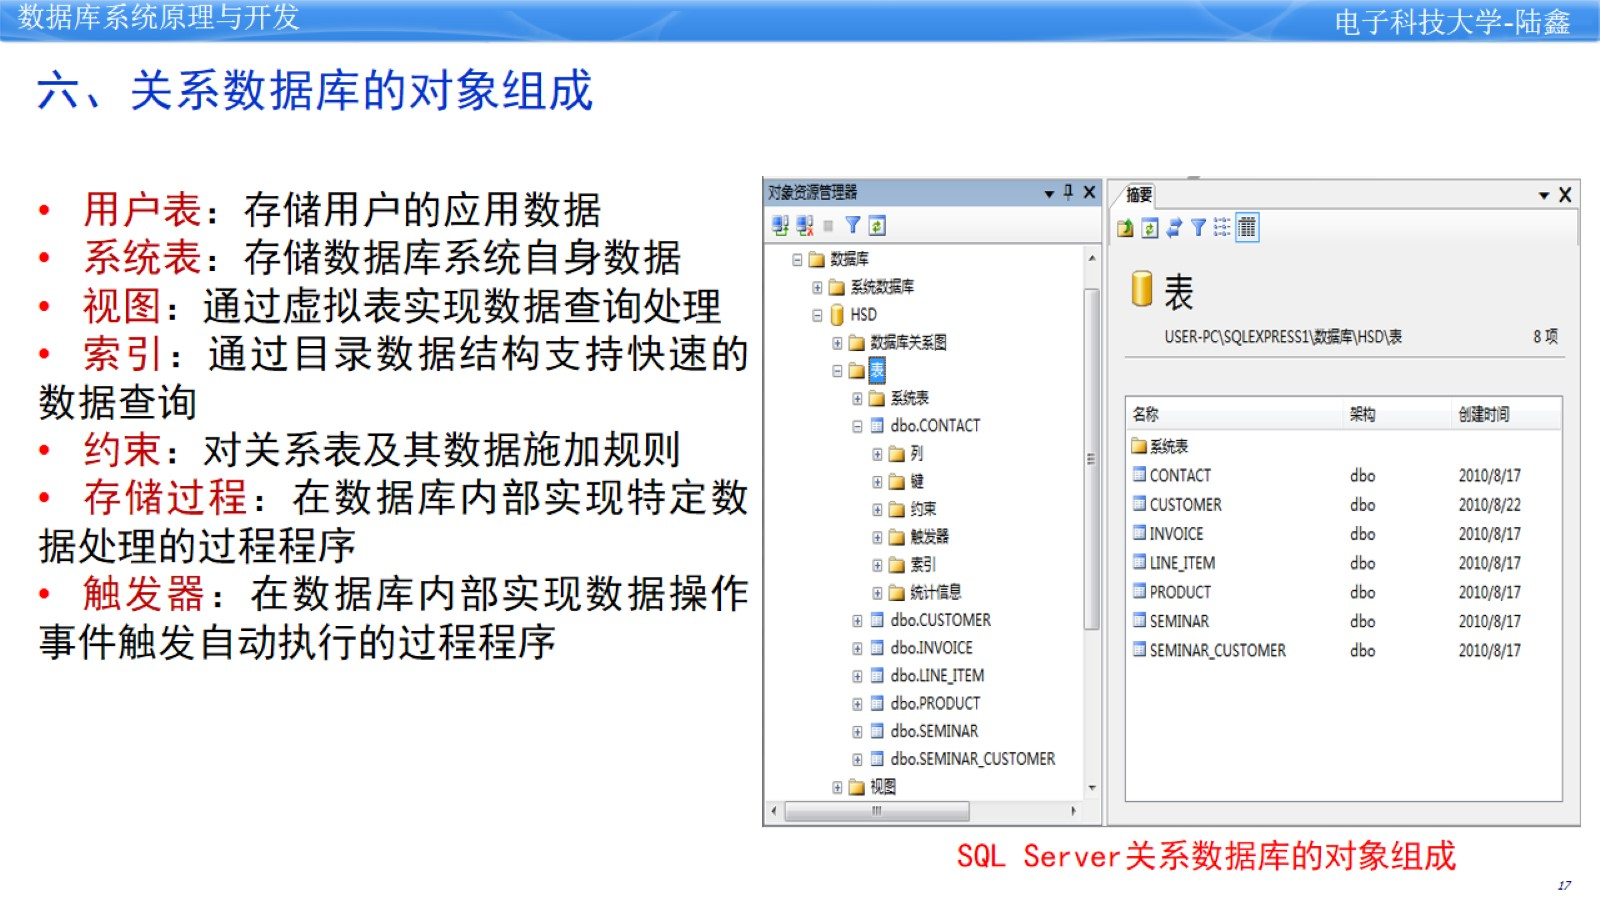 数据库系统原理与开发
电子科技大学-陆鑫
六、关系数据库的对象组成
• 用户表：存储用户的应用数据
• 系统表：存储数据库系统自身数据
• 视图：通过虚拟表实现数据查询处理
• 索引：通过目录数据结构支持快速的
数据查询
• 约束：对关系表及其数据施加规则
• 存储过程：在数据库内部实现特定数
据处理的过程程序
• 触发器：在数据库内部实现数据操作
事件触发自动执行的过程程序
对象资源管理器
数据库
系统数据库
HSD
数据库关系图
表
系统表
dbo.CONTACT
列
键
约束
触发器
索引
统计信息
dbo.CUSTOMER
dbo.INVOICE
dbo.LINE_ITEM
dbo.PRODUCT
dbo.SEMINAR
dbo.SEMINAR_CUSTOMER
视图
摘要
表
USER-PC\SQLEXPRESS1\数据库\HSD\表 8 项
名称 架构 创建时间
系统表
CONTACT dbo 2010/8/17
CUSTOMER dbo 2010/8/22
INVOICE dbo 2010/8/17
LINE_ITEM dbo 2010/8/17
PRODUCT dbo 2010/8/17
SEMINAR dbo 2010/8/17
SEMINAR_CUSTOMER dbo 2010/8/17
SQL Server关系数据库的对象组成
17